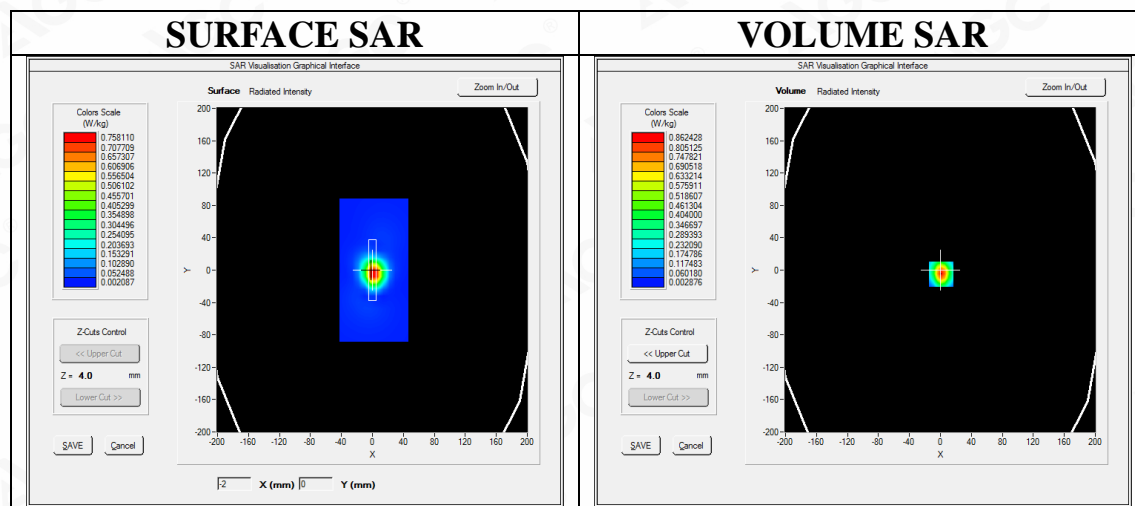 SURFACE SAR
SAR Visualisation Graphical Interface
Surface Radiated Intensity
Zoom In/Out
Colors Scale
(W/kg)
0.758110
0.707709
0.657307
0.606906
0.556504
0.506102
0.455701
0.405299
0.354898
0.304496
0.254095
0.203693
0.153291
0.102890
0.052488
0.002087
Z-Cuts Control
<< Upper Cut
Z = 4.0 mm
Lower Cut >>
SAVE Cancel
200
160
120
80
40
0
-40
-80
-120
-160
-200
Y
-200 -160 -120 -80 -40 0 40 80 120 160 200
X
-2 X (mm) 0 Y (mm)
VOLUME SAR
SAR Visualisation Graphical Interface
Volume Radiated Intensity
Zoom In/Out
Colors Scale
(W/kg)
0.862428
0.805125
0.747821
0.690518
0.633214
0.575911
0.518607
0.461304
0.404000
0.346697
0.289393
0.232090
0.174786
0.117483
0.060180
0.002876
Z-Cuts Control
<< Upper Cut
Z = 4.0 mm
Lower Cut >>
SAVE Cancel
200
160
120
80
40
0
-40
-80
-120
-160
-200
Y
-200 -160 -120 -80 -40 0 40 80 120 160 200
X